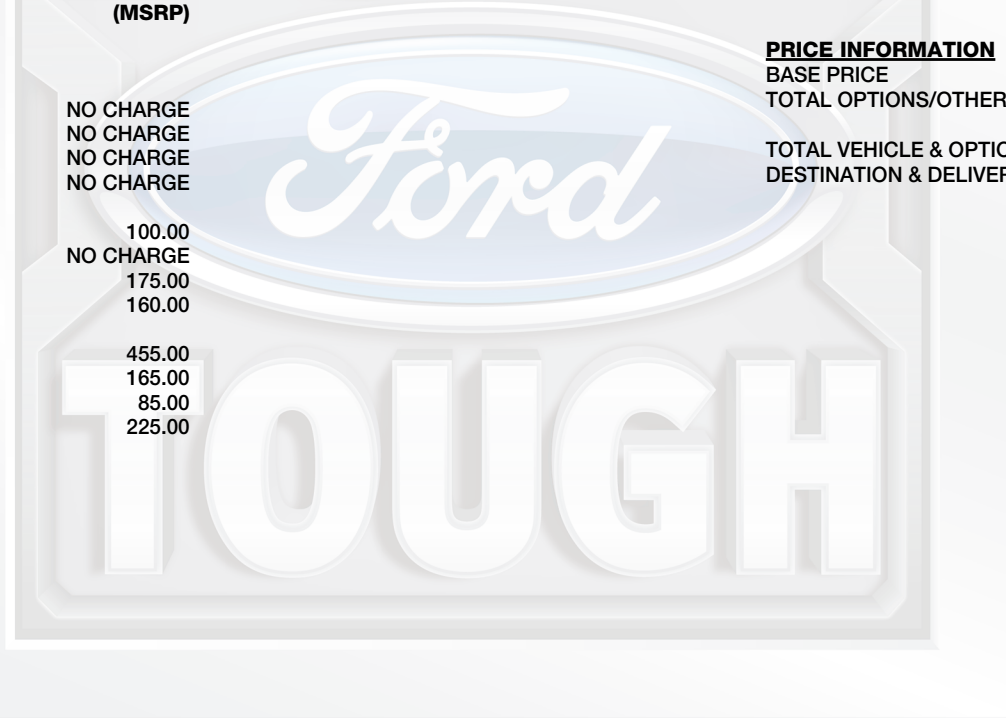 (MSRP)
NO CHARGE
NO CHARGE
NO CHARGE
NO CHARGE
100.00
NO CHARGE
175.00
160.00
455.00
165.00
85.00
225.00
PRICE INFORMATION
BASE PRICE
TOTAL OPTIONS/OTHER
TOTAL VEHICLE & OPTIO
DESTINATION & DELIVER
Ford
TOUGH